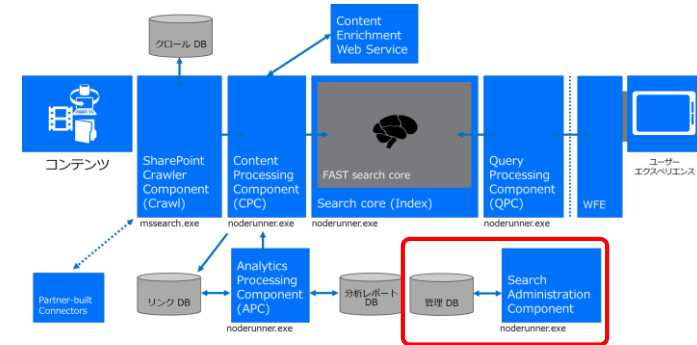 Content
Enrichment
Web Service
クロール DB
コンテンツ
SharePoint
Crawler
Component
(Crawl)
mssearch.exe
Content
Processing
Component
(CPC)
noderunner.exe
FAST search core
Search core (Index)
noderunner.exe
Query
Processing
Component
(QPC)
noderunner.exe
WFE
ユーザー
エクスペリエンス
Partner-built
Connectors
リンク DB
Analytics
Processing
Component
(APC)
noderunner.exe
分析レポート
DB
管理 DB
Search
Administration
Component
noderunner.exe